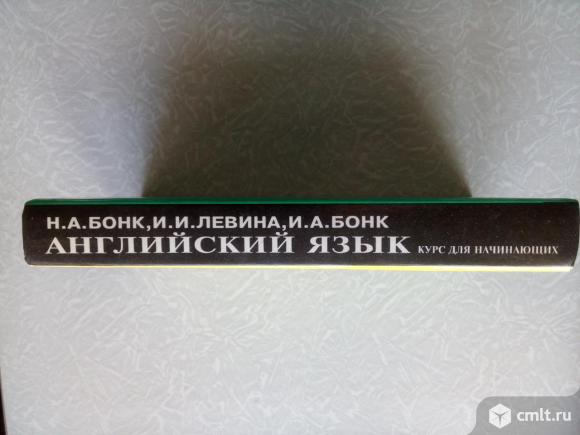 Н.А.БОНК,И.И.ЛЕВИНА,И.А.БОНК
АНГЛИЙСКИЙ ЯЗЫК КУРС ДЛЯ НАЧИНАЮЩИХ
cmlt.ru